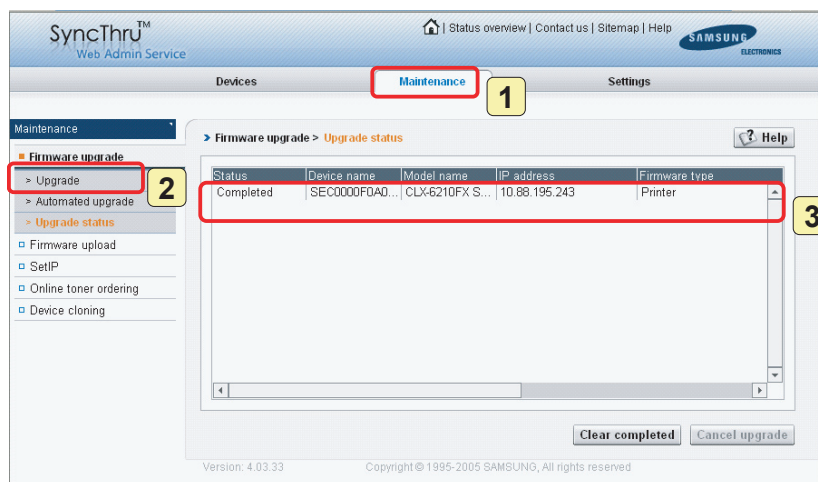 SyncThru™
Web Admin Service
Status overview | Contact us | Sitemap | Help
SAMSUNG
ELECTRONICS
Devices
Maintenance
Settings
1
Maintenance
Firmware upgrade
> Upgrade
2
> Automated upgrade
> Upgrade status
Firmware upload
SetIP
Online toner ordering
Device cloning
Firmware upgrade > Upgrade status
? Help
Status Device name Model name IP address Firmware type
Completed SEC0000F0A0... CLX-6210FX S... 10.88.195.243 Printer
3
Clear completed Cancel upgrade
Version: 4.03.33 Copyright© 1995-2005 SAMSUNG, All rights reserved